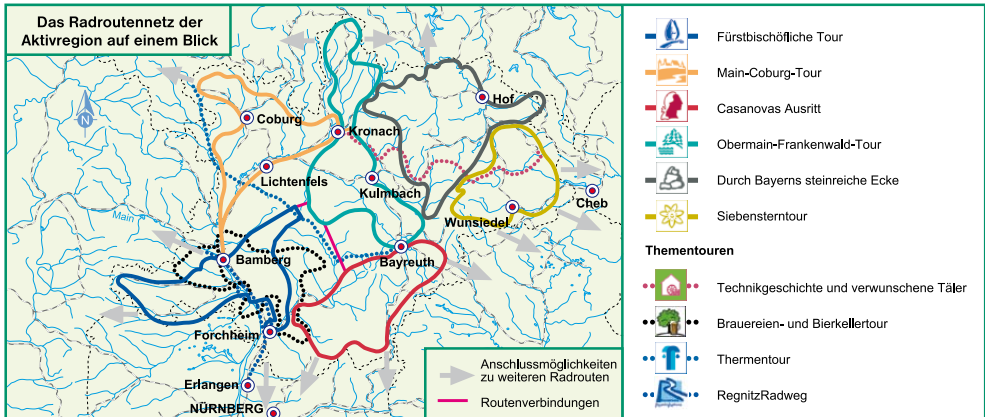 Das Radroutennetz der
Aktivregion auf einem Blick
N
Coburg
Kronach
Hof
Lichtenfels
Kulmbach
Cheb
Wunsiedel
Main
Bamberg
Bayreuth
Forchheim
Erlangen
NÜRNBERG
Anschlussmöglichkeiten
zu weiteren Radrouten
Routenverbindungen
Fürstbischöfliche Tour
Main-Coburg-Tour
Casanovas Ausritt
Obermain-Frankenwald-Tour
Durch Bayerns steinreiche Ecke
Siebensterntour
Thementouren
Technikgeschichte und verwunschene Täler
Brauereien- und Bierkellertour
Thermentour
RegnitzRadweg